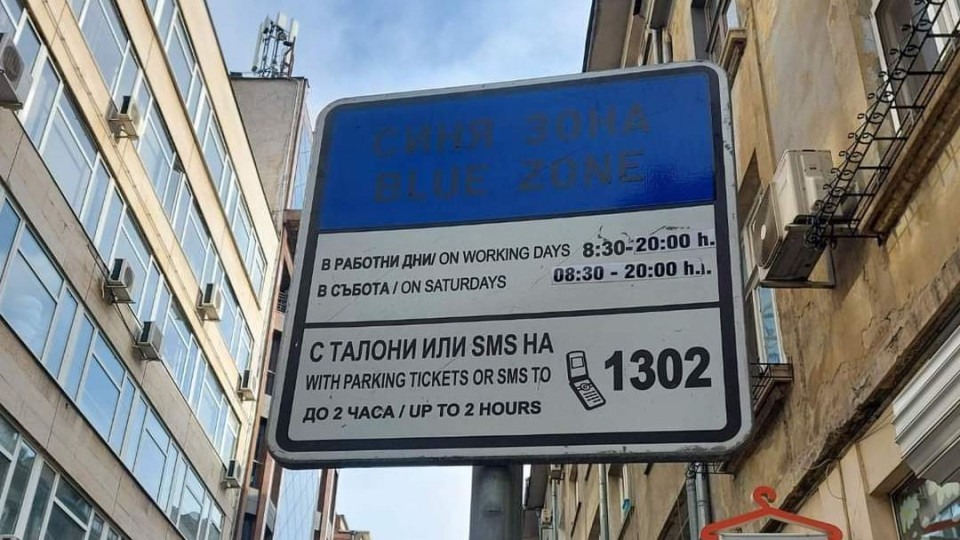 СИНЯ ЗОНА
BLUE ZONE
В РАБОТНИ ДНИ/ ON WORKING DAYS 8:30-20:00 h.
В СЪБОТА / ON SATURDAYS 08:30 - 20:00 h..
С ТАЛОНИ ИЛИ SMS НА
WITH PARKING TICKETS OR SMS TO 1302
ДО 2 ЧАСА / UP TO 2 HOURS